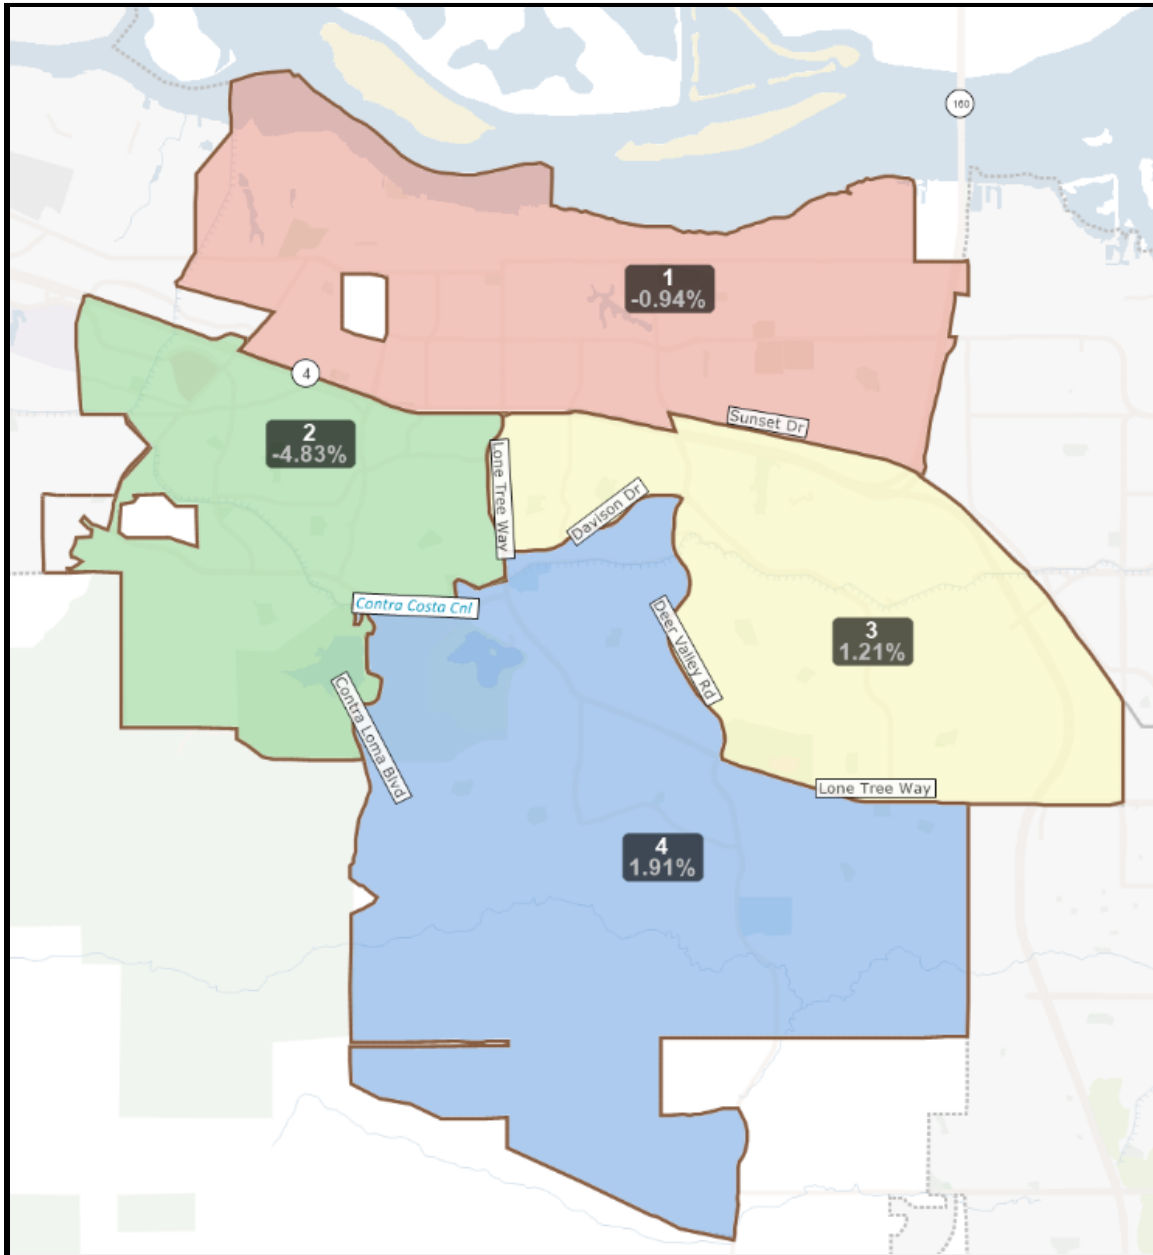 160
1
-0.94%
4
Sunset Dr
2
-4.83%
Lone Tree Way
Davison Dr
Contra Costa Cnl
Deer Valley Rd
3
1.21%
Contra Loma Blvd
Lone Tree Way
4
1.91%